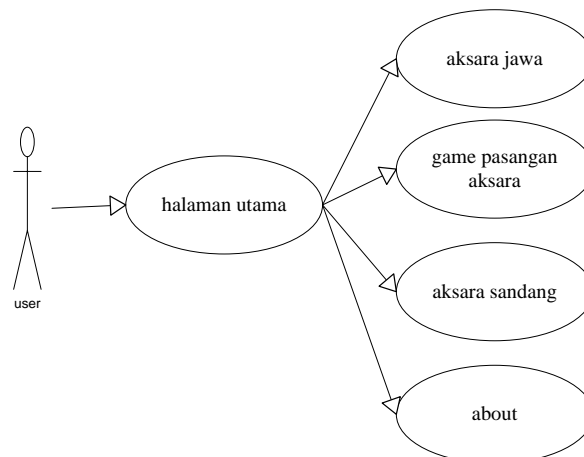 aksara jawa
game pasangan
aksara
halaman utama
aksara sandang
user
about